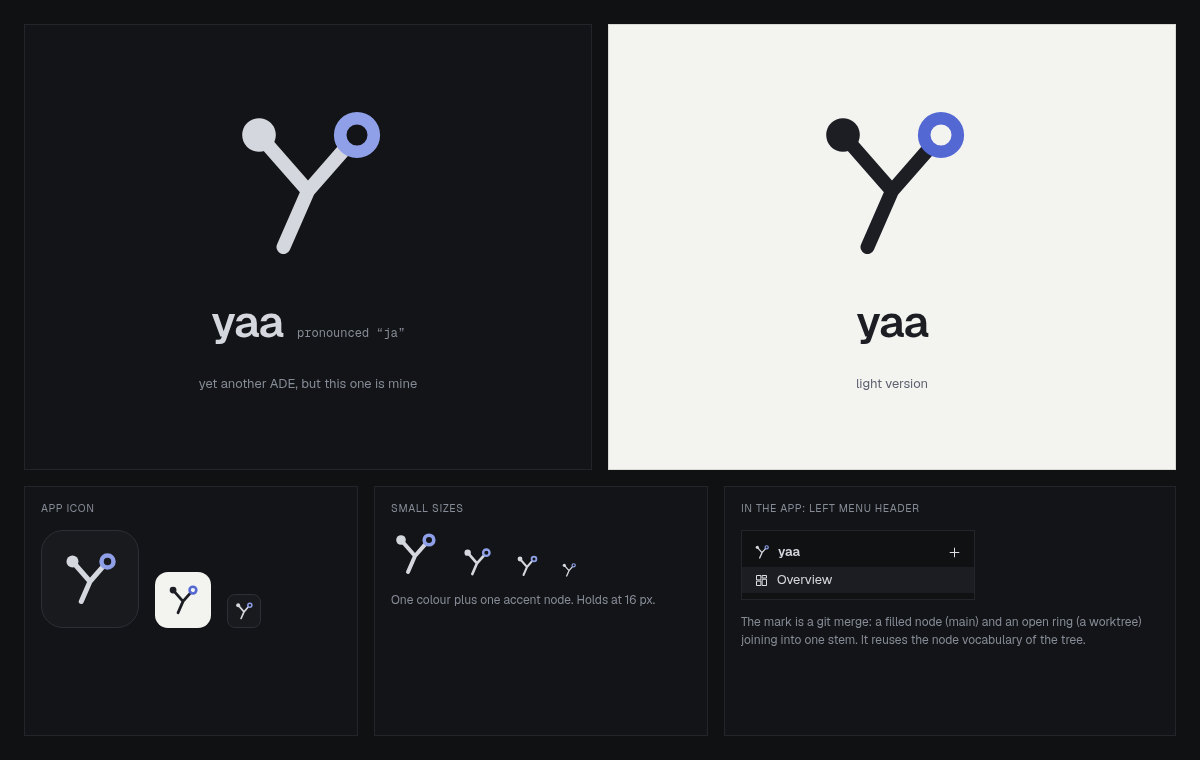 yaa pronounced “ja”
yet another ADE, but this one is mine
yaa
light version
APP ICON
SMALL SIZES
One colour plus one accent node. Holds at 16 px.
IN THE APP: LEFT MENU HEADER
yaa +
Overview
The mark is a git merge: a filled node (main) and an open ring (a worktree)
joining into one stem. It reuses the node vocabulary of the tree.